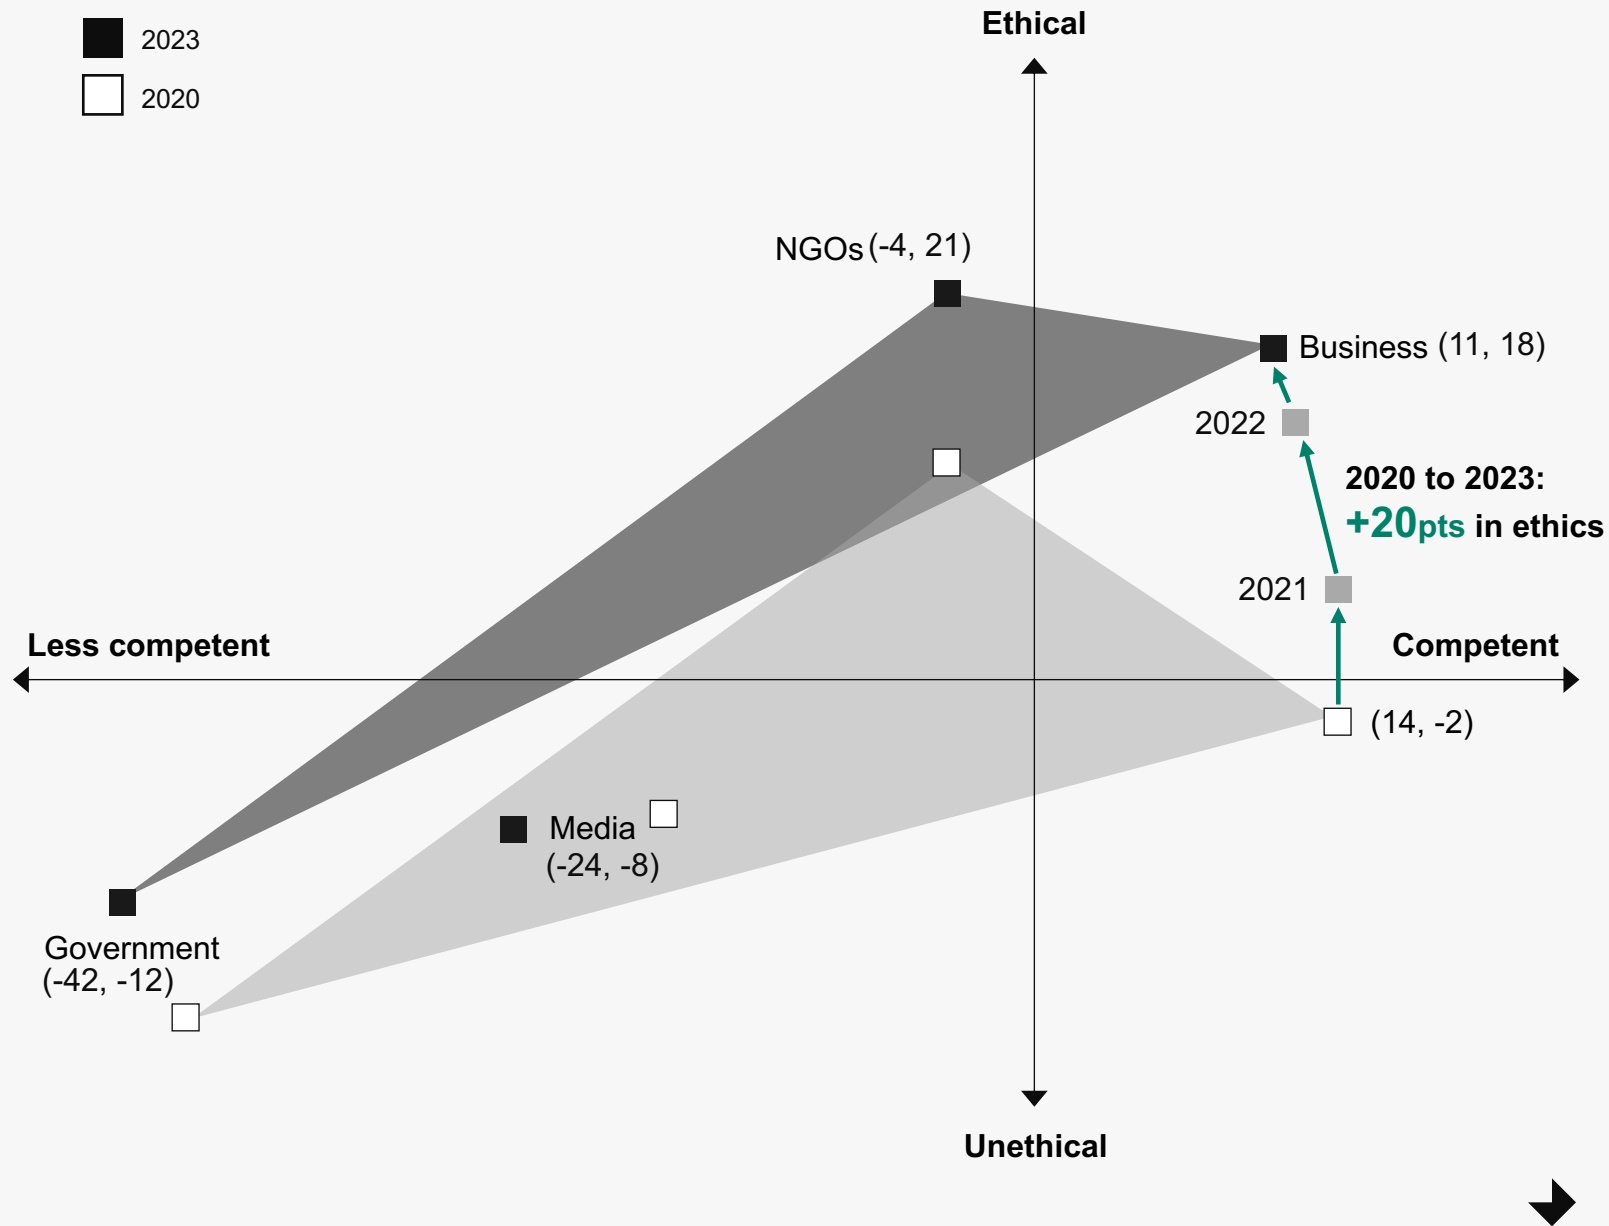 2023
2020
Ethical
NGOs (-4, 21)
Business (11, 18)
2022
2020 to 2023:
+20pts in ethics
2021
Less competent
Competent
(14, -2)
Media
(-24, -8)
Government
(-42, -12)
Unethical